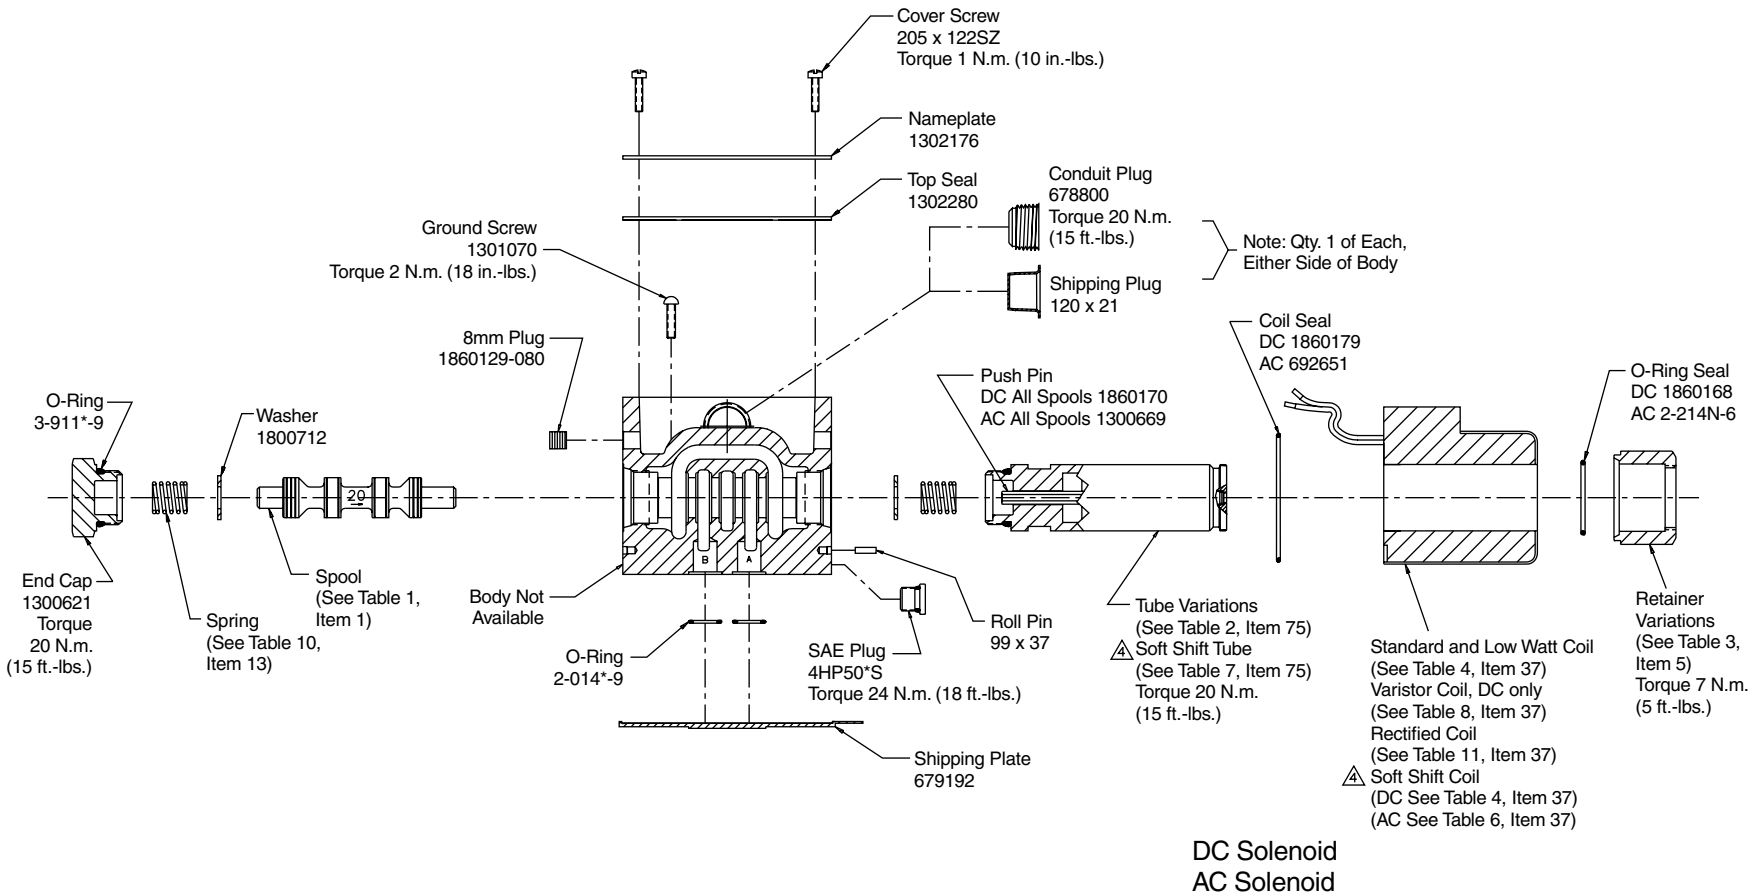 Cover Screw
205 x 122SZ
Torque 1 N.m. (10 in.-lbs.)
Nameplate
1302176
Top Seal
1302280
Conduit Plug
678800
Torque 20 N.m.
(15 ft.-lbs.)
Note: Qty. 1 of Each,
Either Side of Body
Shipping Plug
120 x 21
Ground Screw
1301070
Torque 2 N.m. (18 in.-lbs.)
8mm Plug
1860129-080
Coil Seal
DC 1860179
AC 692651
Push Pin
DC All Spools 1860170
AC All Spools 1300669
O-Ring Seal
DC 1860168
AC 2-214N-6
O-Ring
3-911*-9
Washer
1800712
20
B
A
End Cap
1300621
Torque
20 N.m.
(15 ft.-lbs.)
Spring
(See Table 10,
Item 13)
Spool
(See Table 1,
Item 1)
Body Not
Available
O-Ring
2-014*-9
SAE Plug
4HP50*S
Torque 24 N.m. (18 ft.-lbs.)
Roll Pin
99 x 37
Shipping Plate
679192
Tube Variations
(See Table 2, Item 75)
4 Soft Shift Tube
(See Table 7, Item 75)
Torque 20 N.m.
(15 ft.-lbs.)
Standard and Low Watt Coil
(See Table 4, Item 37)
Varistor Coil, DC only
(See Table 8, Item 37)
Rectified Coil
(See Table 11, Item 37)
4 Soft Shift Coil
(DC See Table 4, Item 37)
(AC See Table 6, Item 37)
Retainer
Variations
(See Table 3,
Item 5)
Torque 7 N.m.
(5 ft.-lbs.)
DC Solenoid
AC Solenoid